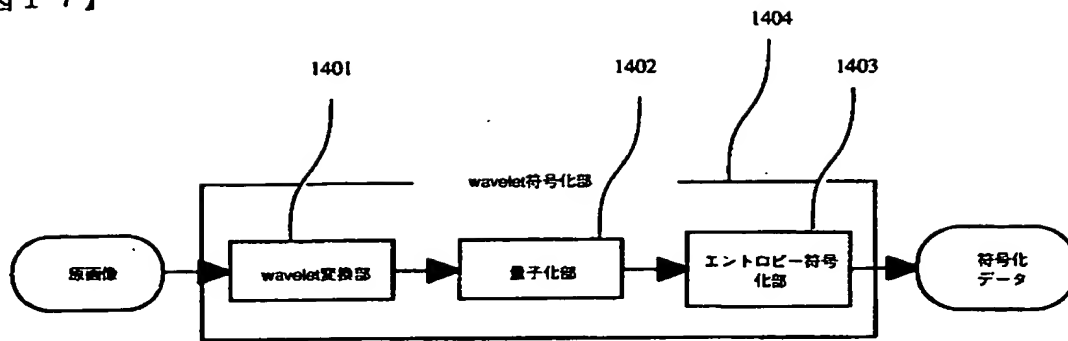 1 7】
1404
1401
1402
1403
wavelet符号化部
原画像
wavelet変換部
量子化部
エントロピー符号
化部
符号化
データ